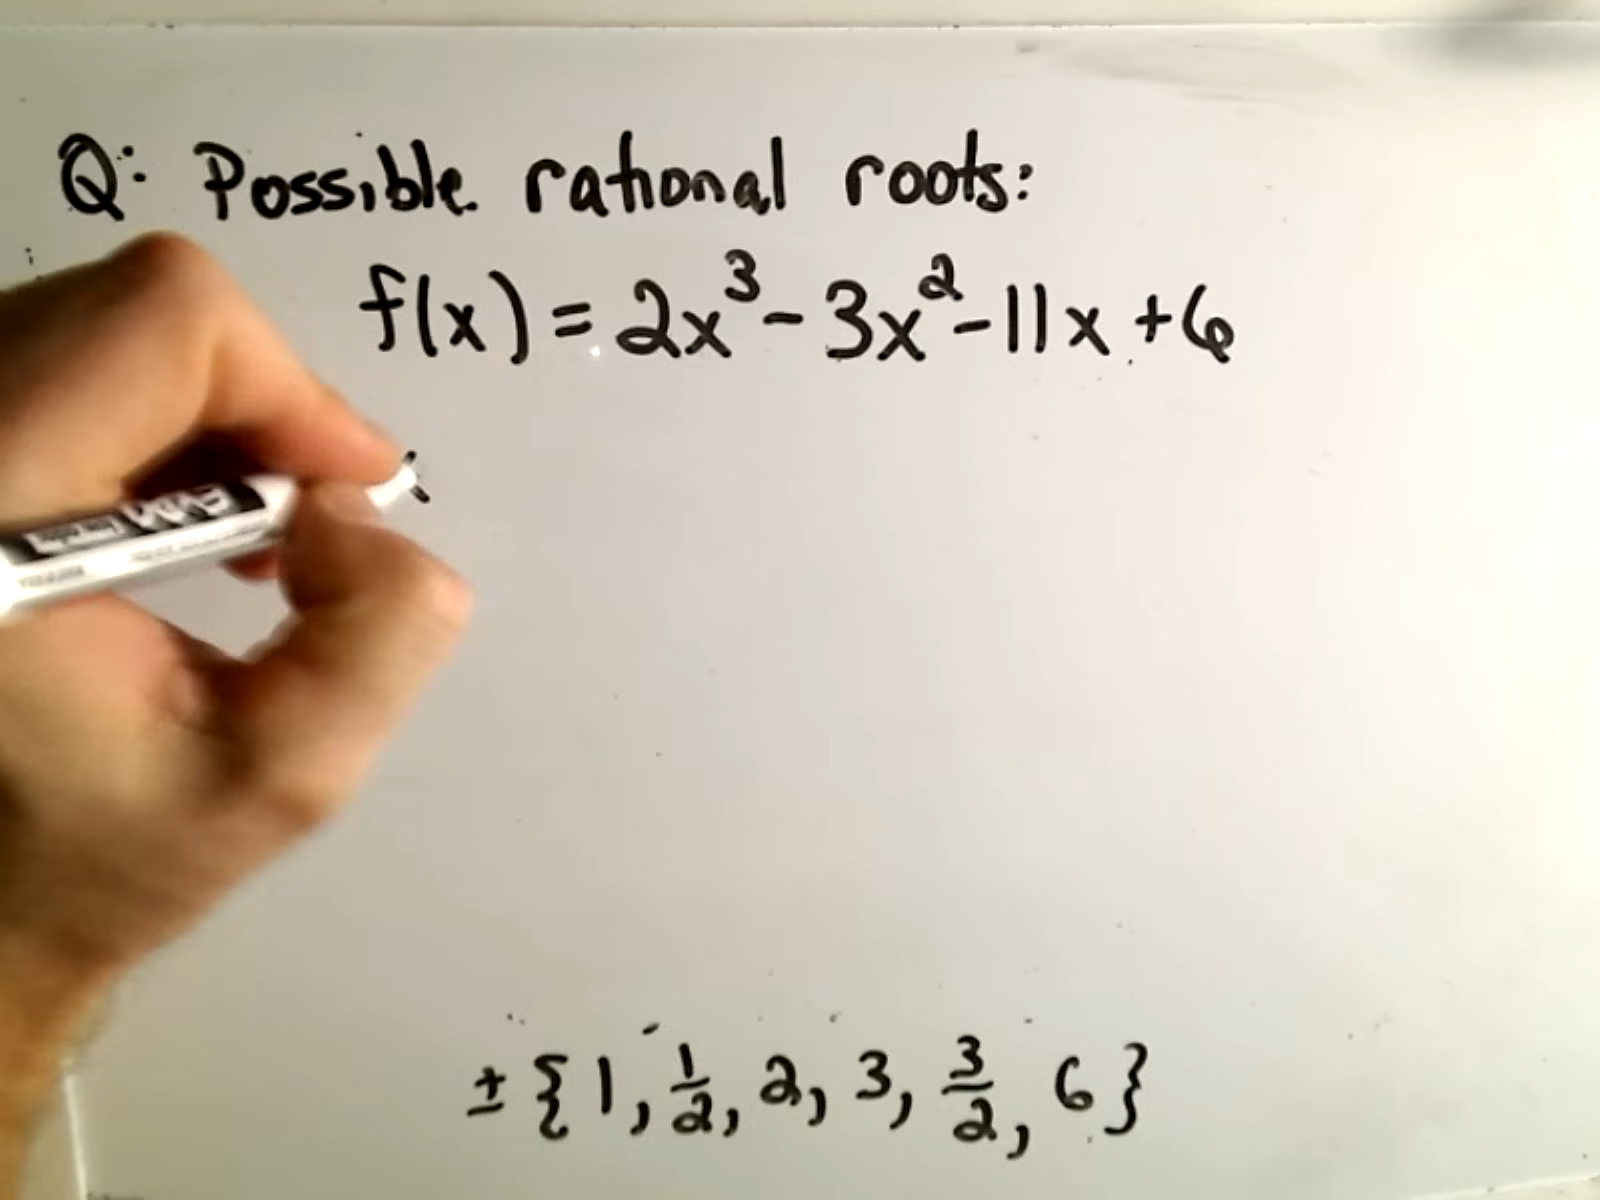 Q: Possible rational roots:
f(x) = 2x³ - 3x² - 11x + 6
± { 1, 1/2, 2, 3, 3/2, 6 }